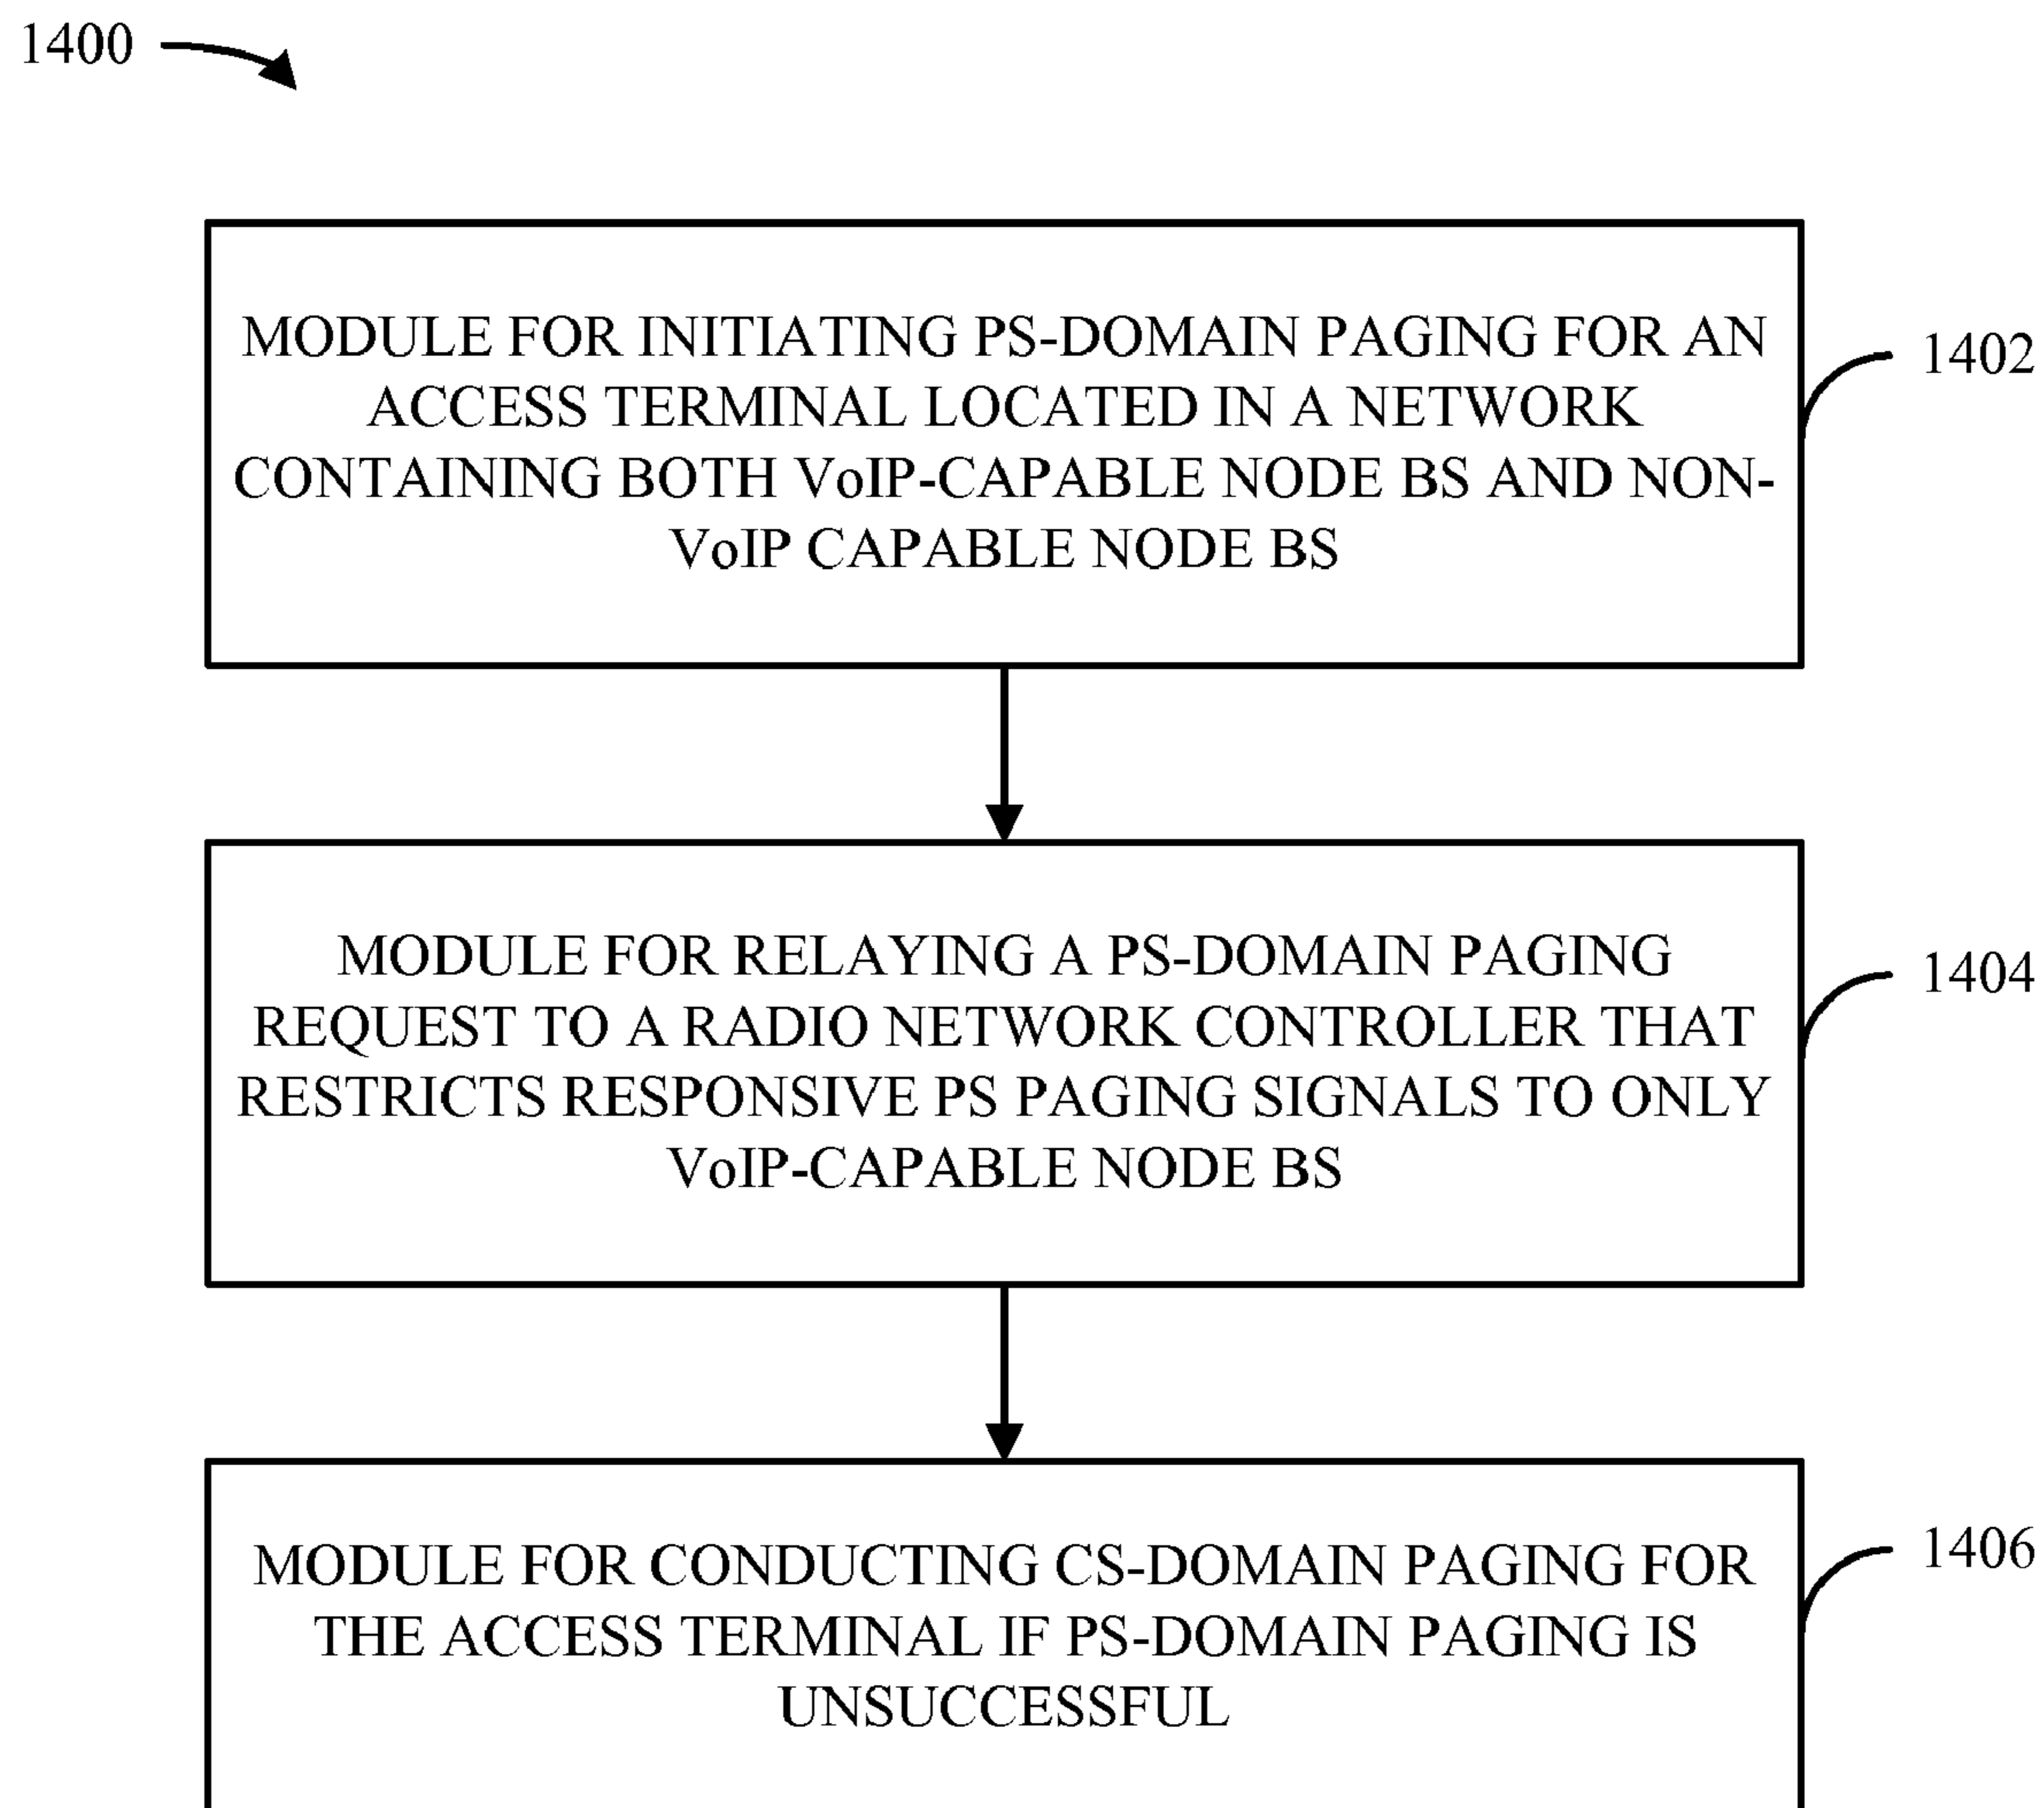 1400
MODULE FOR INITIATING PS-DOMAIN PAGING FOR AN
ACCESS TERMINAL LOCATED IN A NETWORK
CONTAINING BOTH VoIP-CAPABLE NODE BS AND NON-
VoIP CAPABLE NODE BS
1402
MODULE FOR RELAYING A PS-DOMAIN PAGING
REQUEST TO A RADIO NETWORK CONTROLLER THAT
RESTRICTS RESPONSIVE PS PAGING SIGNALS TO ONLY
VoIP-CAPABLE NODE BS
1404
MODULE FOR CONDUCTING CS-DOMAIN PAGING FOR
THE ACCESS TERMINAL IF PS-DOMAIN PAGING IS
UNSUCCESSFUL
1406